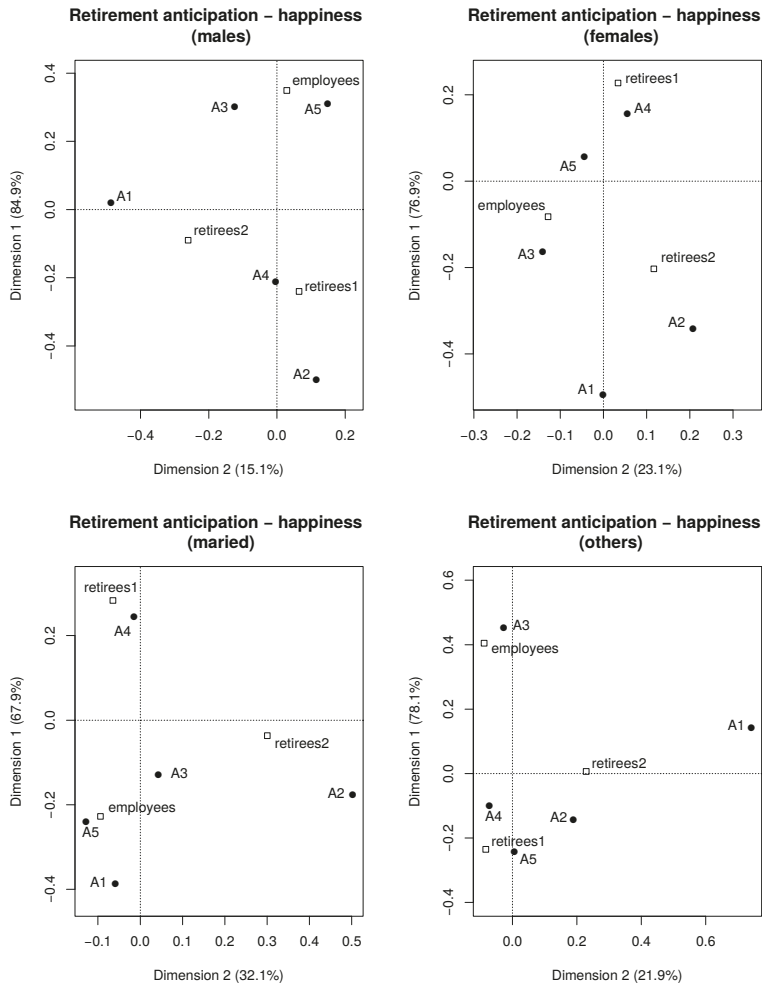 Retirement anticipation − happiness
(males)
Dimension 1 (84.9%)
0.4
0.2
0.0
−0.2
−0.4
employees
A3
A5
A1
retirees2
A4
retirees1
A2
−0.4
−0.2
0.0
0.2
Dimension 2 (15.1%)
Retirement anticipation − happiness
(females)
Dimension 1 (76.9%)
0.2
0.0
−0.2
−0.4
retirees1
A4
A5
employees
A3
retirees2
A2
A1
−0.3
−0.2
−0.1
0.0
0.1
0.2
0.3
Dimension 2 (23.1%)
Retirement anticipation − happiness
(maried)
Dimension 1 (67.9%)
0.2
0.0
−0.2
−0.4
retirees1
A4
retirees2
A3
A2
employees
A5
A1
−0.1
0.0
0.1
0.2
0.3
0.4
0.5
Dimension 2 (32.1%)
Retirement anticipation − happiness
(others)
Dimension 1 (78.1%)
0.6
0.4
0.2
0.0
−0.2
−0.4
A3
employees
A1
retirees2
A4
A2
retirees1
A5
0.0
0.2
0.4
0.6
Dimension 2 (21.9%)